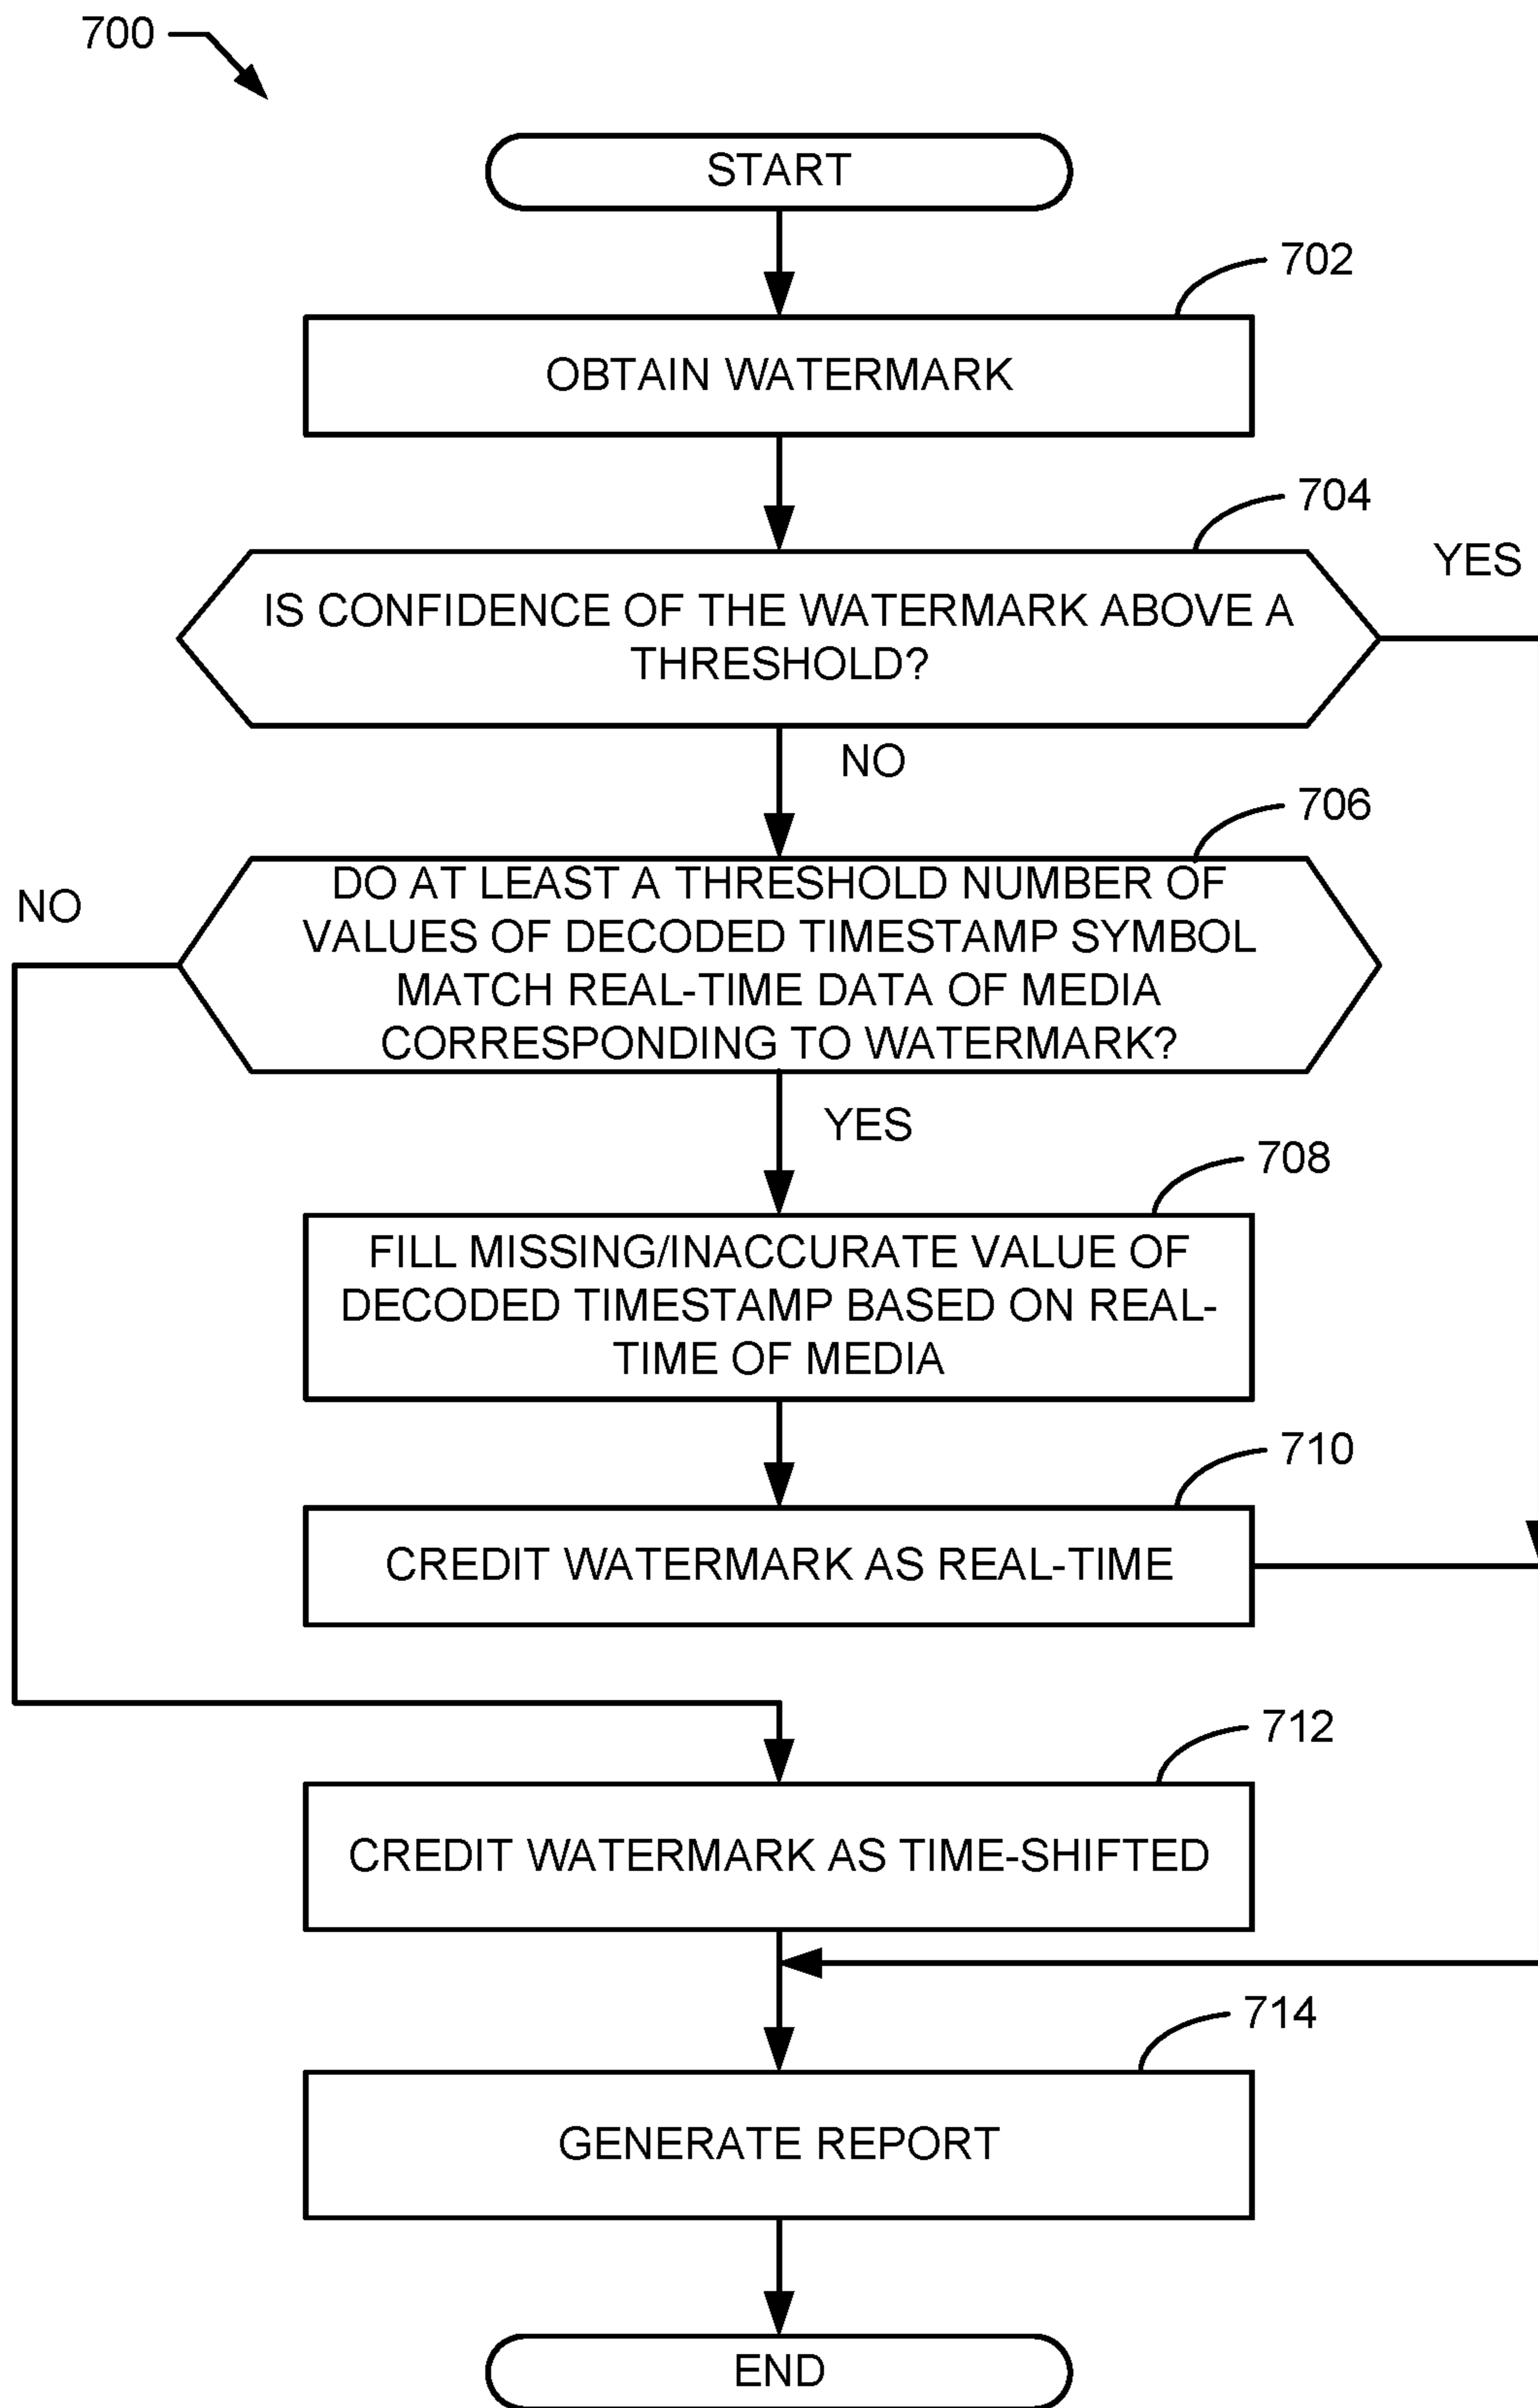 700
START
702
OBTAIN WATERMARK
704
YES
IS CONFIDENCE OF THE WATERMARK ABOVE A
THRESHOLD?
NO
706
NO
DO AT LEAST A THRESHOLD NUMBER OF
VALUES OF DECODED TIMESTAMP SYMBOL
MATCH REAL-TIME DATA OF MEDIA
CORRESPONDING TO WATERMARK?
YES
708
FILL MISSING/INACCURATE VALUE OF
DECODED TIMESTAMP BASED ON REAL-
TIME OF MEDIA
710
CREDIT WATERMARK AS REAL-TIME
712
CREDIT WATERMARK AS TIME-SHIFTED
714
GENERATE REPORT
END